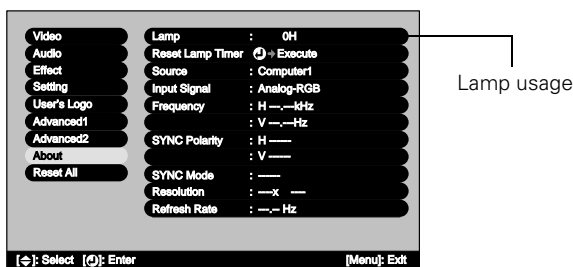 Video
Audio
Effect
Setting
User's Logo
Advanced1
Advanced2
About
Reset All
Lamp : 0H
Reset Lamp Timer Execute
Source : Computer1
Input Signal : Analog-RGB
Frequency : H ---.---kHz
: V ---.---Hz
SYNC Polarity : H -----
: V -----
SYNC Mode : -----
Resolution : ----x ----
Refresh Rate : ---.-- Hz
[ ]: Select [ ]: Enter [Menu]: Exit
Lamp usage